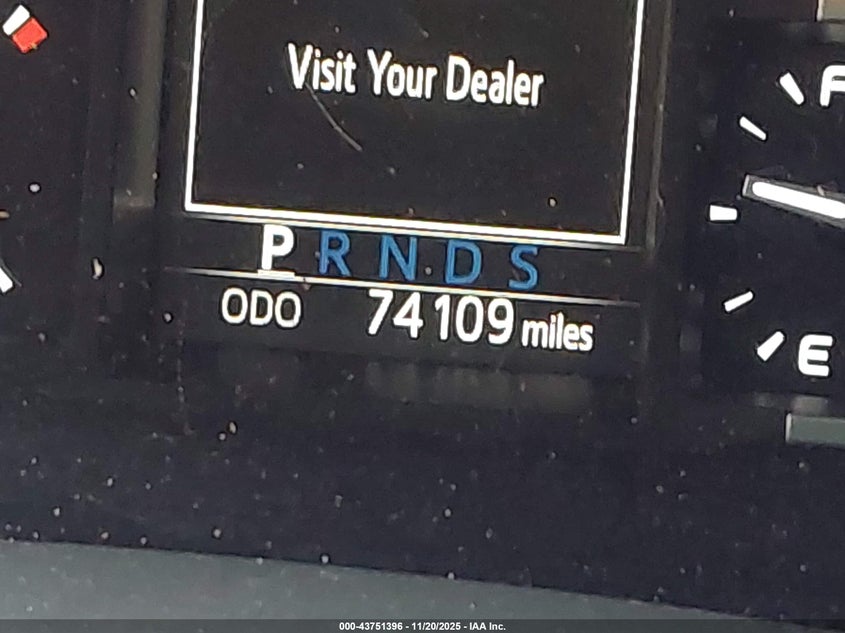 Visit Your Dealer
F
P R N D S
ODO 74109 miles
E
000-43751396 - 11/20/2025 - IAA Inc.